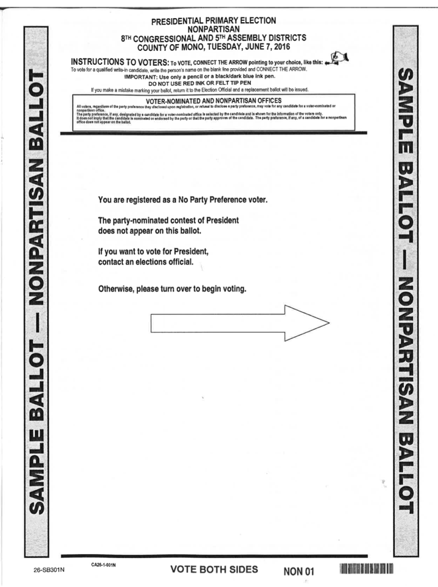 PRESIDENTIAL PRIMARY ELECTION
NONPARTISAN
8TH CONGRESSIONAL AND 5TH ASSEMBLY DISTRICTS
COUNTY OF MONO, TUESDAY, JUNE 7, 2016
INSTRUCTIONS TO VOTERS: To VOTE, CONNECT THE ARROW pointing to your choice, like this:
To vote for a qualified write-in candidate, write the person's name on the blank line provided and CONNECT THE ARROW.
IMPORTANT: Use only a pencil or a black/dark blue ink pen.
DO NOT USE RED INK OR FELT TIP PEN
If you make a mistake marking your ballot, return it to the Election Official and a replacement ballot will be issued.
VOTER-NOMINATED AND NONPARTISAN OFFICES
All voters, regardless of the party preference they disclosed upon registration, or refusal to disclose a party preference, may vote for any candidate for a voter-nominated or
nonpartisan office.
The party preference, if any, designated by a candidate for a voter-nominated office is selected by the candidate and is shown for the information of the voters only.
It does not imply that the candidate is nominated or endorsed by the party or that the party approves of the candidate. The party preference, if any, of a candidate for a nonpartisan
office does not appear on the ballot.
SAMPLE BALLOT — NONPARTISAN BALLOT
You are registered as a No Party Preference voter.
The party-nominated contest of President
does not appear on this ballot.
If you want to vote for President,
contact an elections official.
Otherwise, please turn over to begin voting.
SAMPLE BALLOT — NONPARTISAN BALLOT
26-SB301N
VOTE BOTH SIDES
NON 01